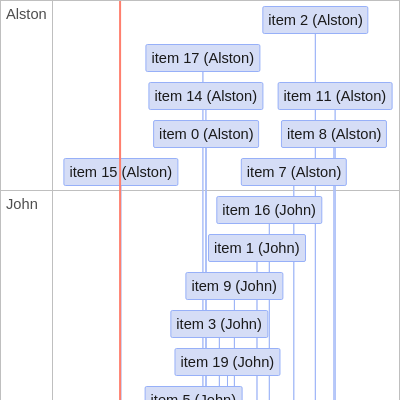 Alston
item 2 (Alston)
item 17 (Alston)
item 14 (Alston)
item 11 (Alston)
item 0 (Alston)
item 8 (Alston)
item 15 (Alston)
item 7 (Alston)
John
item 16 (John)
item 1 (John)
item 9 (John)
item 3 (John)
item 19 (John)
item 5 (John)